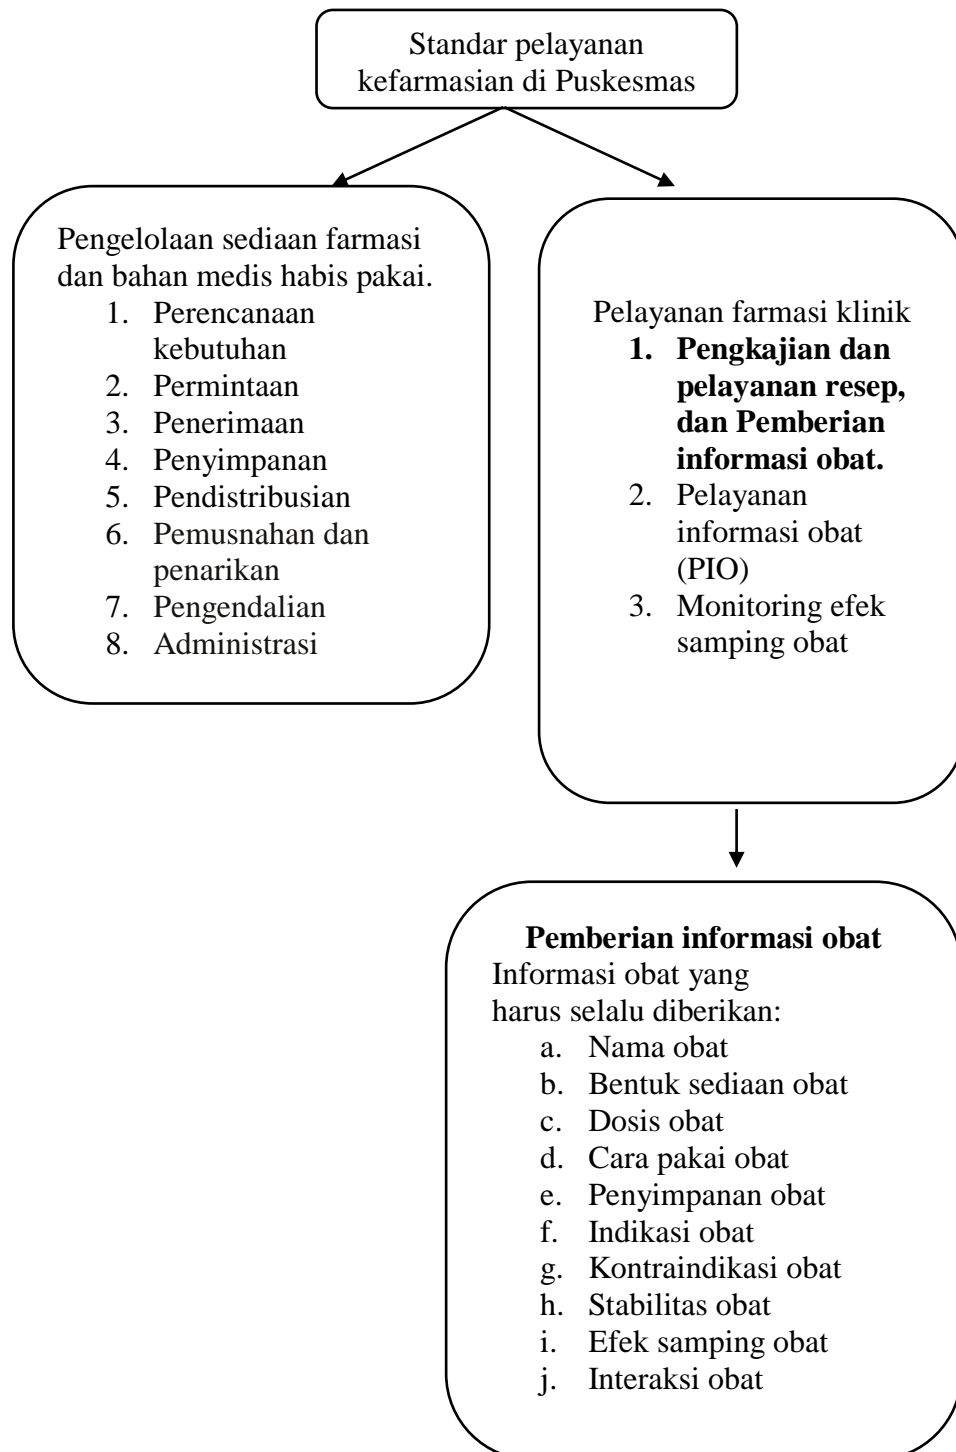 Standar pelayanan
kefarmasian di Puskesmas
Pengelolaan sediaan farmasi
dan bahan medis habis pakai.
1. Perencanaan
kebutuhan
2. Permintaan
3. Penerimaan
4. Penyimpanan
5. Pendistribusian
6. Pemusnahan dan
penarikan
7. Pengendalian
8. Administrasi
Pelayanan farmasi klinik
1. Pengkajian dan
pelayanan resep,
dan Pemberian
informasi obat.
2. Pelayanan
informasi obat
(PIO)
3. Monitoring efek
samping obat
Pemberian informasi obat
Informasi obat yang
harus selalu diberikan:
a. Nama obat
b. Bentuk sediaan obat
c. Dosis obat
d. Cara pakai obat
e. Penyimpanan obat
f. Indikasi obat
g. Kontraindikasi obat
h. Stabilitas obat
i. Efek samping obat
j. Interaksi obat